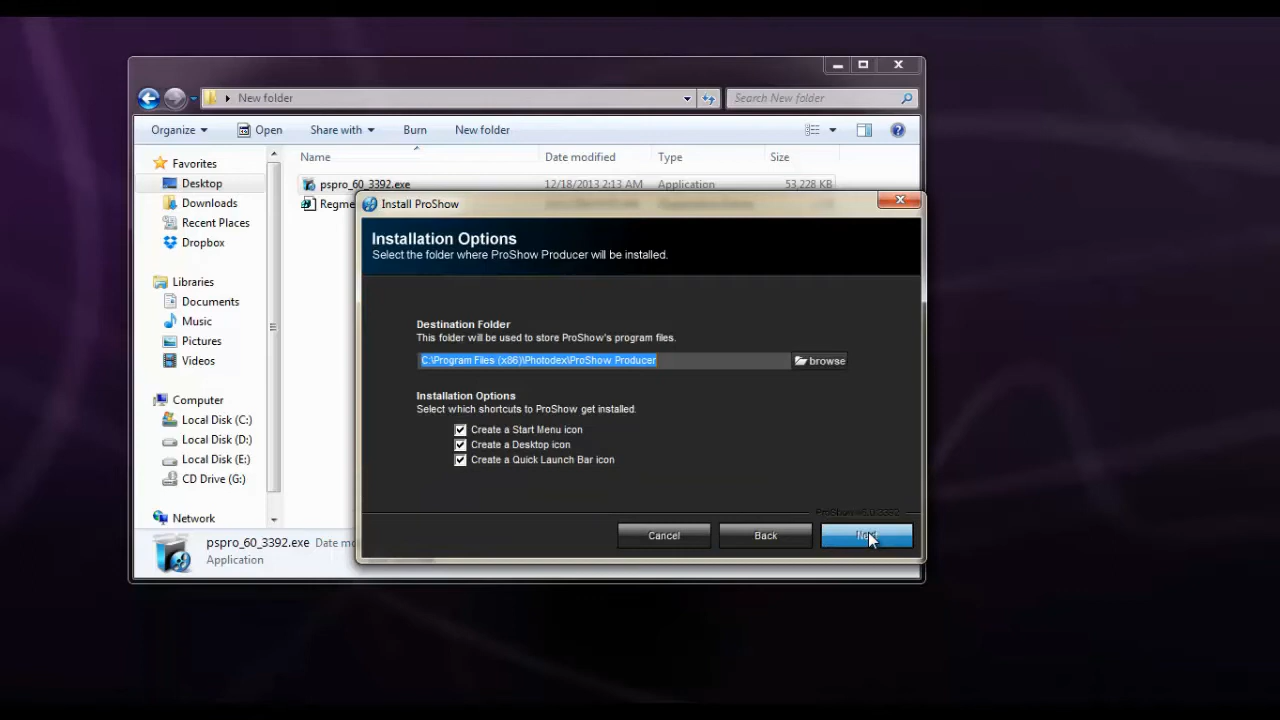 New folder
Search New folder
Organize Open Share with Burn New folder
Name Date modified Type Size
Favorites
Desktop
Downloads
Recent Places
Dropbox
Libraries
Documents
Music
Pictures
Videos
Computer
Local Disk (C:)
Local Disk (D:)
Local Disk (E:)
CD Drive (G:)
Network
pspro_60_3392.exe 12/18/2013 2:13 AM Application 53,228 KB
Regme
Install ProShow
Installation Options
Select the folder where ProShow Producer will be installed.
Destination Folder
This folder will be used to store ProShow's program files.
C:\Program Files (x86)\Photodex\ProShow Producer
browse
Installation Options
Select which shortcuts to ProShow get installed.
Create a Start Menu icon
Create a Desktop icon
Create a Quick Launch Bar icon
ProShow v6.0.3392
Cancel Back Next
pspro_60_3392.exe Date mo
Application